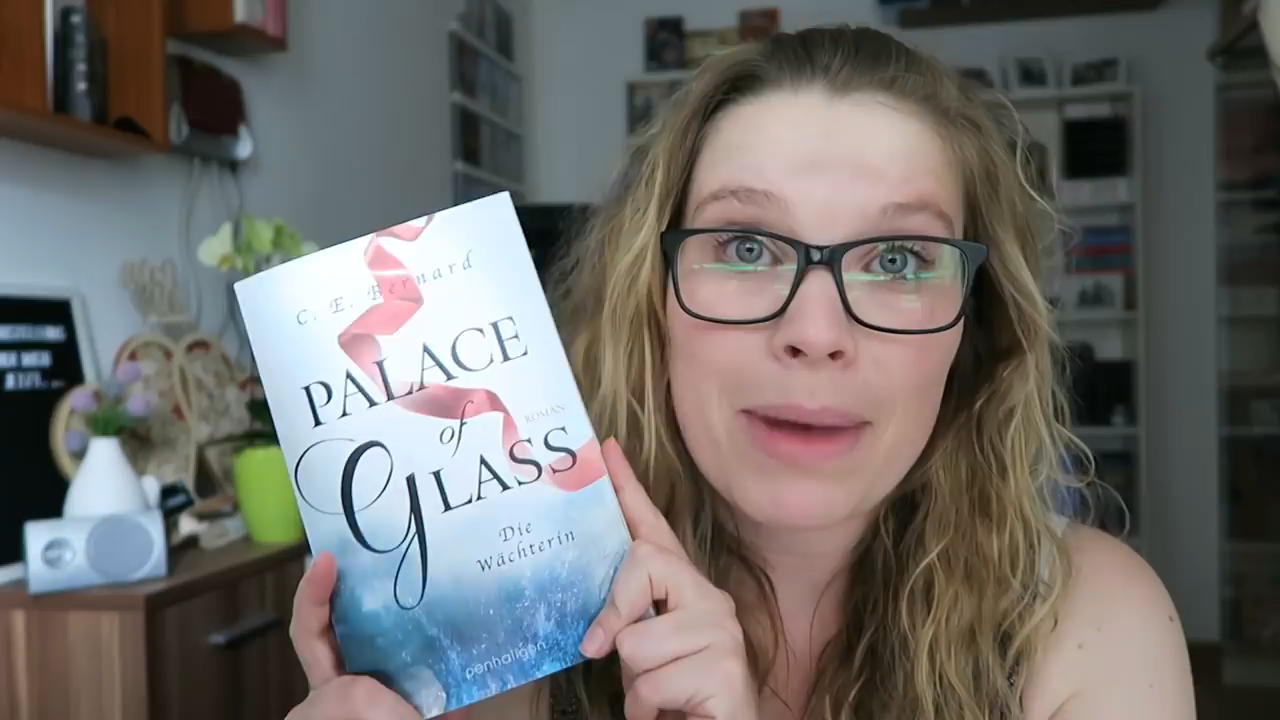 C. E. Bernard
PALACE
of
ROMAN
GLASS
Die
Wächterin
penhaligon